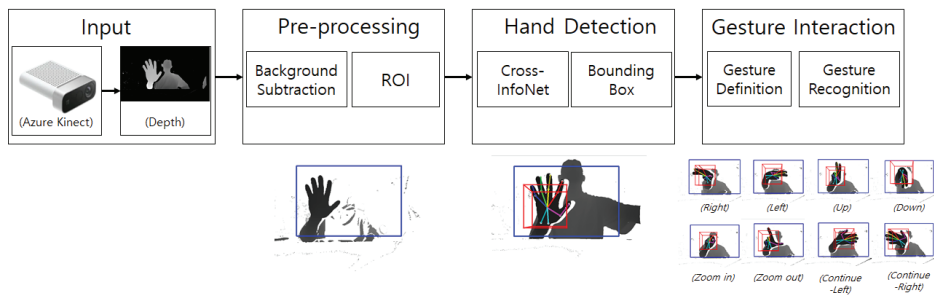 Input
(Azure Kinect)
(Depth)
Pre-processing
Background
Subtraction
ROI
Hand Detection
Cross-
InfoNet
Bounding
Box
Gesture Interaction
Gesture
Definition
Gesture
Recognition
(Right)
(Left)
(Up)
(Down)
(Zoom in)
(Zoom out)
(Continue
-Left)
(Continue
-Right)